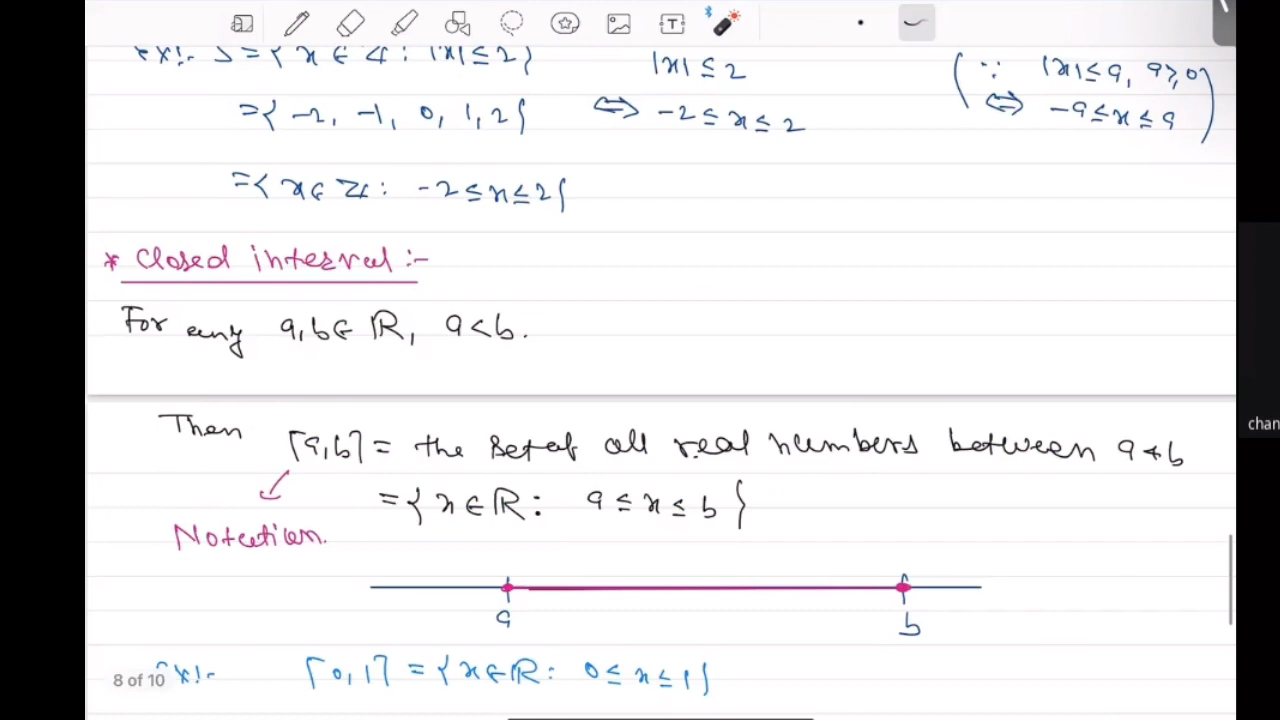 Ex:- S = { x ∈ ℤ : |x| ≤ 2 }
|x| ≤ 2
( ∵ |x| ≤ a, a ≥ 0
= { -2, -1, 0, 1, 2 }
⇔ -2 ≤ x ≤ 2
⇔ -a ≤ x ≤ a )
= { x ∈ ℤ : -2 ≤ x ≤ 2 }
* Closed interval :-
For any a, b ∈ ℝ, a < b.
Then [a, b] = the set of all real numbers between a & b
= { x ∈ ℝ : a ≤ x ≤ b }
Notation.
a b
Ex:- [0, 1] = { x ∈ ℝ : 0 ≤ x ≤ 1 }
8 of 10
chan